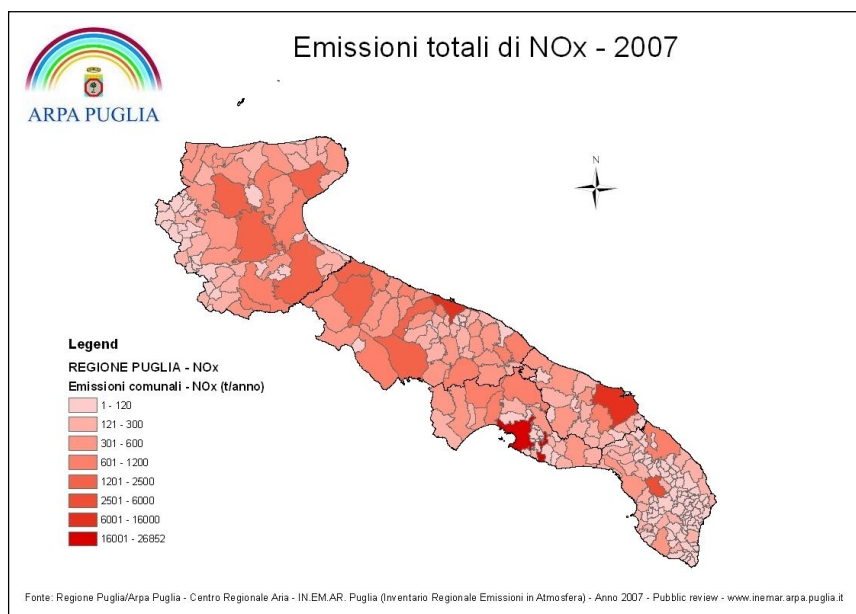 Emissioni totali di NOx - 2007
ARPA PUGLIA
N
Legend
REGIONE PUGLIA - NOx
Emissioni comunali - NOx (t/anno)
1 - 120
121 - 300
301 - 600
601 - 1200
1201 - 2500
2501 - 6000
6001 - 16000
16001 - 26852
Fonte: Regione Puglia/Arpa Puglia - Centro Regionale Aria - IN.EM.AR. Puglia (Inventario Regionale Emissioni in Atmosfera) - Anno 2007 - Pubblic review - www.inemar.arpa.puglia.it